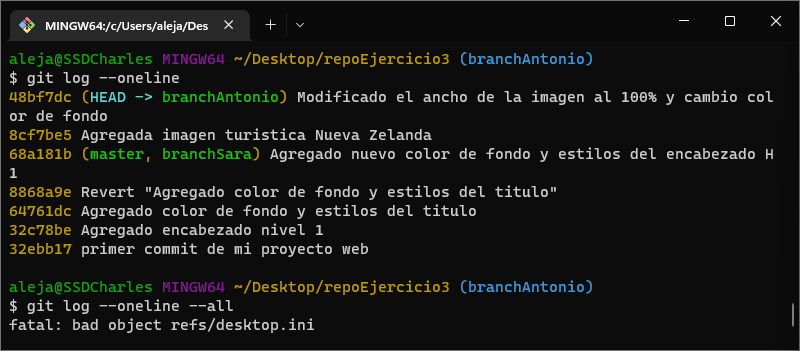 MINGW64:/c/Users/aleja/Des
aleja@SSDCharles MINGW64 ~/Desktop/repoEjercicio3 (branchAntonio)
$ git log --oneline
48bf7dc (HEAD -> branchAntonio) Modificado el ancho de la imagen al 100% y cambio col
or de fondo
8cf7be5 Agregada imagen turistica Nueva Zelanda
68a181b (master, branchSara) Agregado nuevo color de fondo y estilos del encabezado H
1
8868a9e Revert "Agregado color de fondo y estilos del titulo"
64761dc Agregado color de fondo y estilos del titulo
32c78be Agregado encabezado nivel 1
32ebb17 primer commit de mi proyecto web
aleja@SSDCharles MINGW64 ~/Desktop/repoEjercicio3 (branchAntonio)
$ git log --oneline --all
fatal: bad object refs/desktop.ini